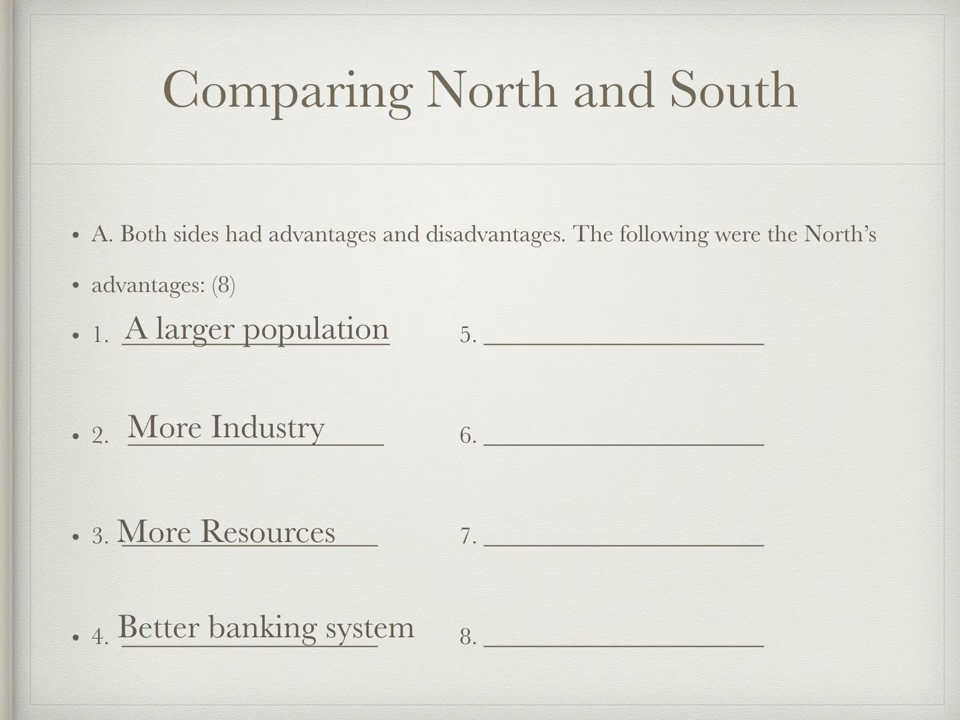 Comparing North and South
• A. Both sides had advantages and disadvantages. The following were the North’s
• advantages: (8)
• 1. A larger population 5. ____________________
• 2. More Industry 6. ____________________
• 3. More Resources 7. ____________________
• 4. Better banking system 8. ____________________